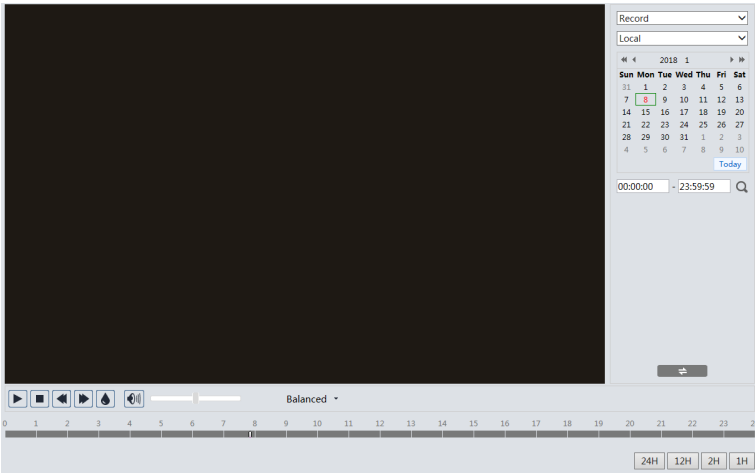 Record
Local
2018 1
Sun Mon Tue Wed Thu Fri Sat
31 1 2 3 4 5 6
7 8 9 10 11 12 13
14 15 16 17 18 19 20
21 22 23 24 25 26 27
28 29 30 31 1 2 3
4 5 6 7 8 9 10
Today
00:00:00 - 23:59:59
Balanced
0 1 2 3 4 5 6 7 8 9 10 11 12 13 14 15 16 17 18 19 20 21 22 23 2
24H 12H 2H 1H